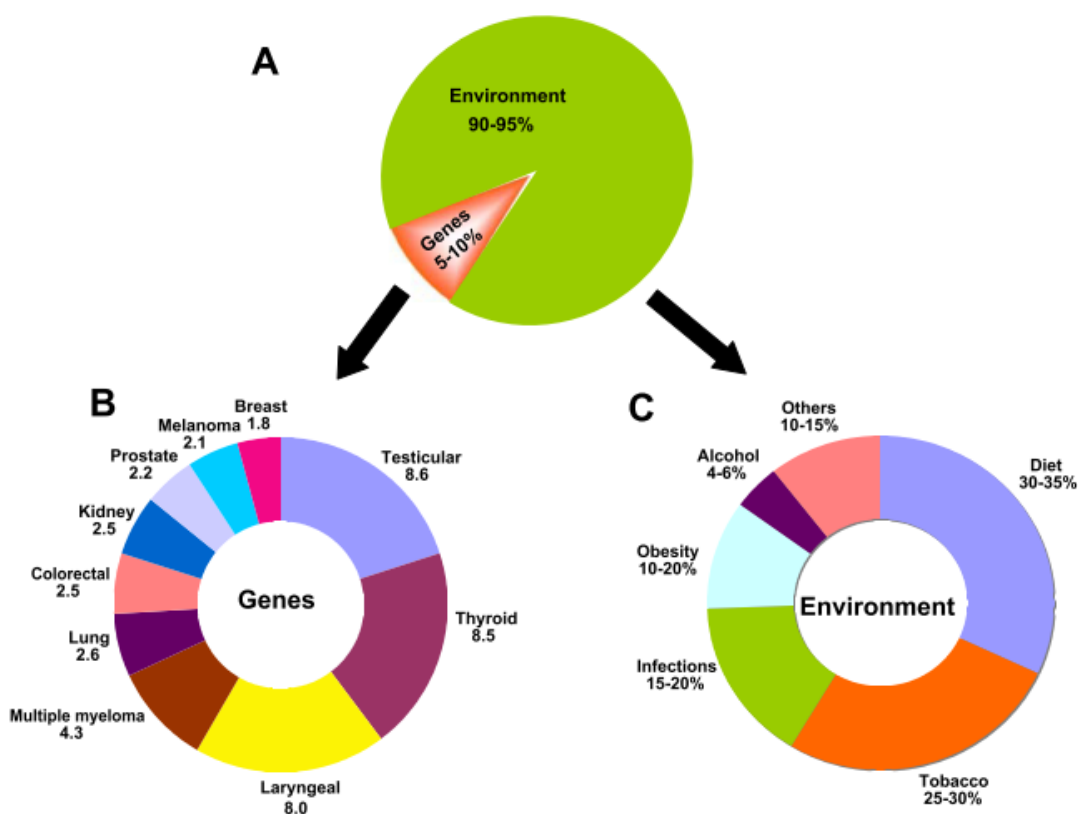 A
Environment
90-95%
Genes
5-10%
B
Breast
1.8
Melanoma
2.1
Prostate
2.2
Kidney
2.5
Colorectal
2.5
Lung
2.6
Multiple myeloma
4.3
Laryngeal
8.0
Thyroid
8.5
Testicular
8.6
Genes
C
Others
10-15%
Alcohol
4-6%
Obesity
10-20%
Infections
15-20%
Tobacco
25-30%
Diet
30-35%
Environment